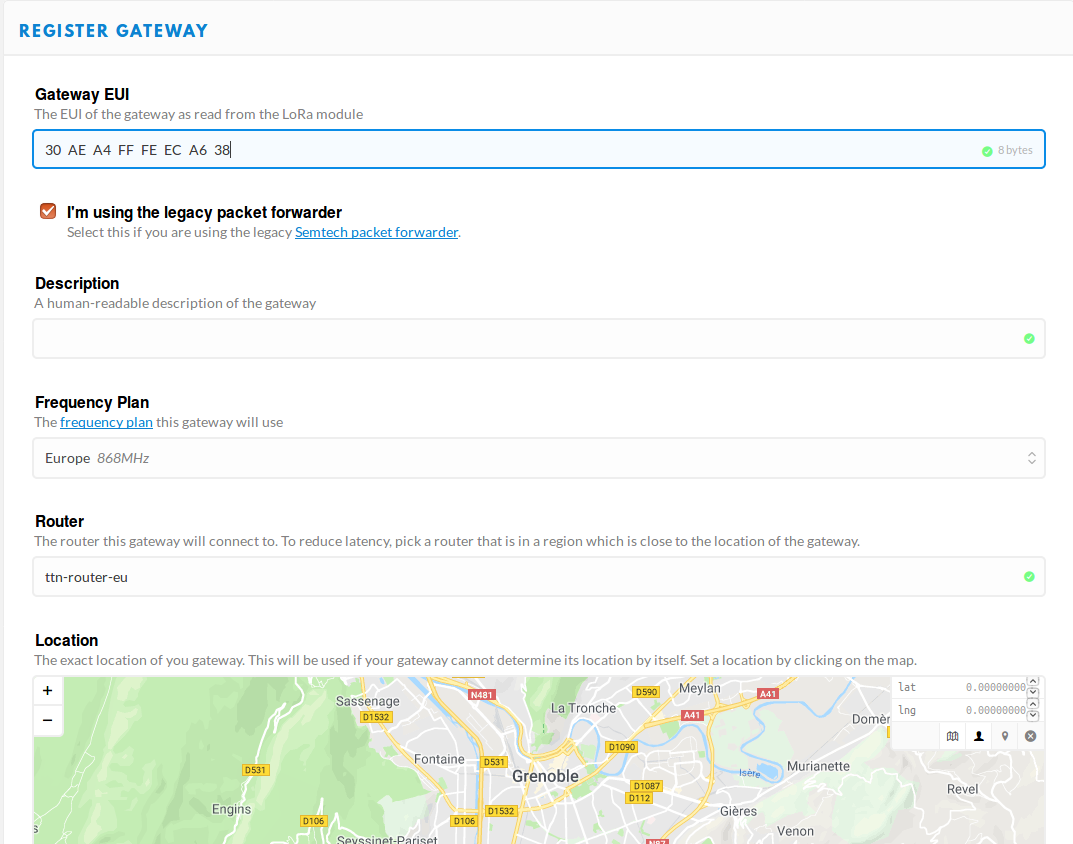 REGISTER GATEWAY
Gateway EUI
The EUI of the gateway as read from the LoRa module
30 AE A4 FF FE EC A6 38
8 bytes
I'm using the legacy packet forwarder
Select this if you are using the legacy Semtech packet forwarder.
Description
A human-readable description of the gateway
Frequency Plan
The frequency plan this gateway will use
Europe 868MHz
Router
The router this gateway will connect to. To reduce latency, pick a router that is in a region which is close to the location of the gateway.
ttn-router-eu
Location
The exact location of you gateway. This will be used if your gateway cannot determine its location by itself. Set a location by clicking on the map.
+
−
lat 0.00000000
lng 0.00000000
N481
D590
Meylan
A41
Sassenage
La Tronche
D1532
A41
Domèn
D1090
Fontaine
D531
D531
Grenoble
Isère
Murianette
D1087
Revel
D112
Engins
D1532
Gières
D106
D106
Venon
Seyssinet-Pariset
N87